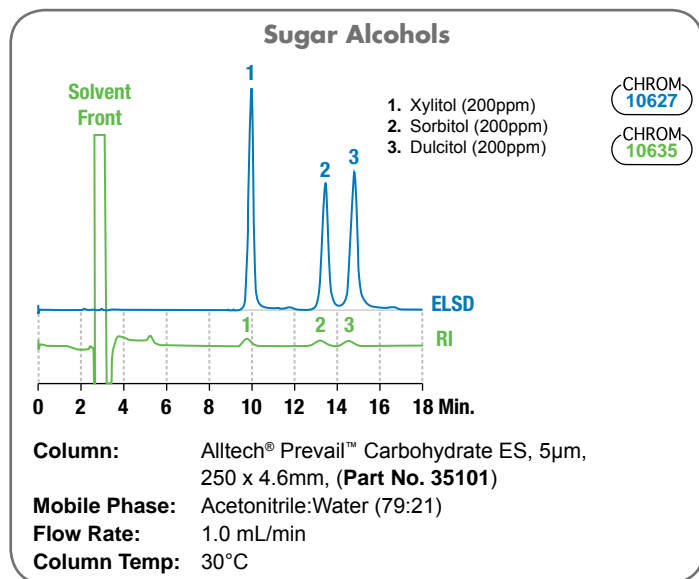 Sugar Alcohols
1
Solvent
Front
1. Xylitol (200ppm)
2. Sorbitol (200ppm)
3. Dulcitol (200ppm)
CHROM
10627
CHROM
10635
2
3
ELSD
1
2
3
RI
0 2 4 6 8 10 12 14 16 18 Min.
Column: Alltech® Prevail™ Carbohydrate ES, 5µm,
250 x 4.6mm, (Part No. 35101)
Mobile Phase: Acetonitrile:Water (79:21)
Flow Rate: 1.0 mL/min
Column Temp: 30°C